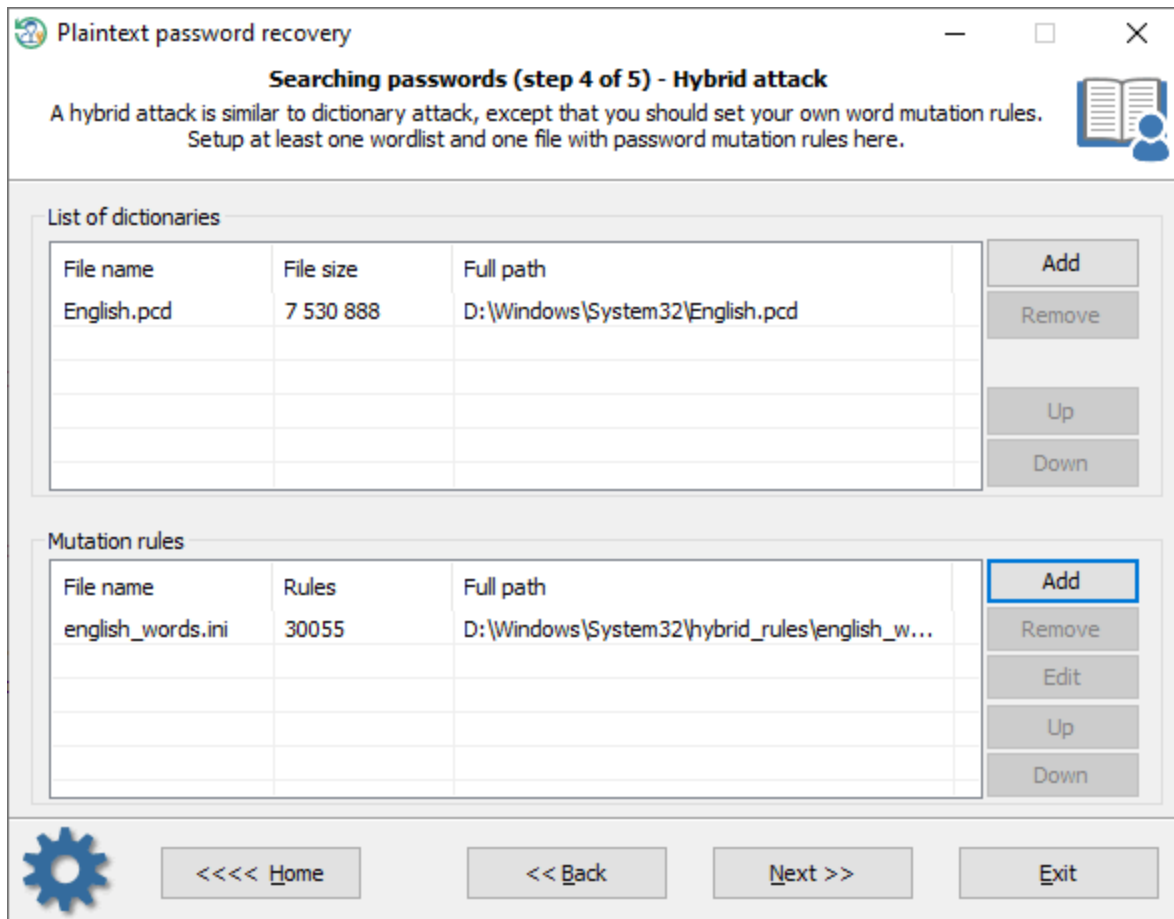 Plaintext password recovery
Searching passwords (step 4 of 5) - Hybrid attack
A hybrid attack is similar to dictionary attack, except that you should set your own word mutation rules.
Setup at least one wordlist and one file with password mutation rules here.
List of dictionaries
File name File size Full path
English.pcd 7 530 888 D:\Windows\System32\English.pcd
Add
Remove
Up
Down
Mutation rules
File name Rules Full path
english_words.ini 30055 D:\Windows\System32\hybrid_rules\english_w...
Add
Remove
Edit
Up
Down
<<<< Home << Back Next >> Exit